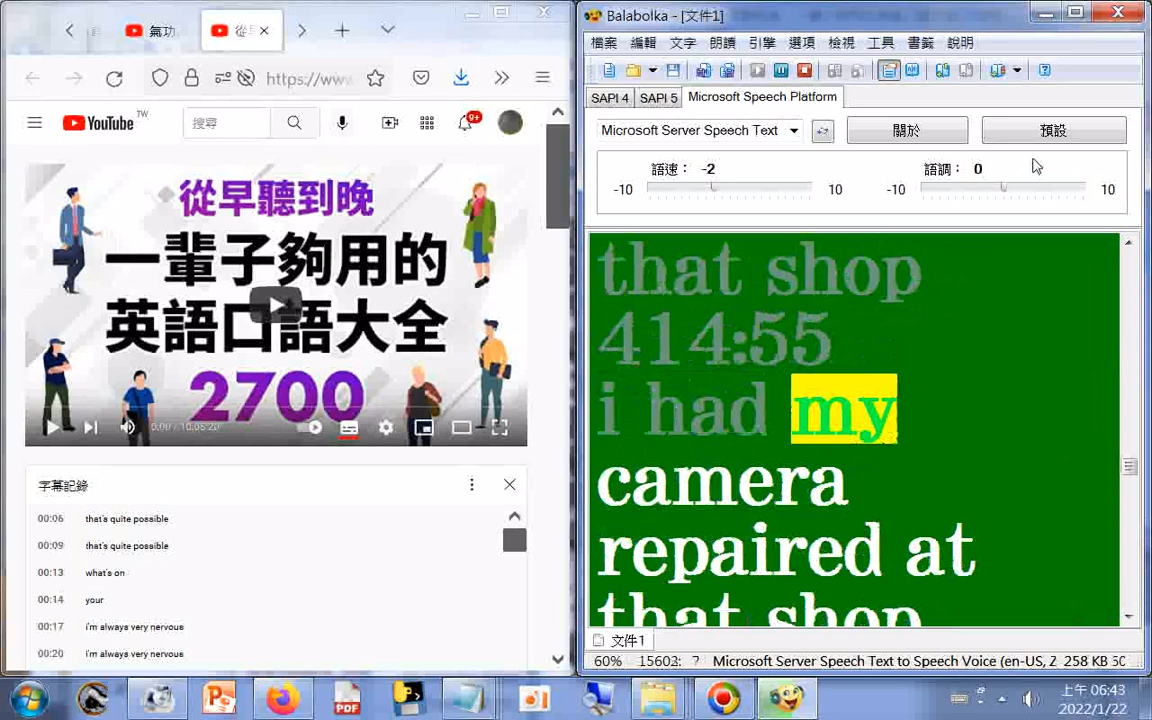 氣功
從
https://www
YouTube TW
搜尋
9+
從早聽到晚
一輩子夠用的
英語口語大全
2700
0:00 / 10:05:20
字幕記錄
00:06 that's quite possible
00:09 that's quite possible
00:13 what's on
00:14 your
00:17 i'm always very nervous
00:20 i'm always very nervous
Balabolka - [文件1]
檔案 編輯 文字 朗讀 引擎 選項 檢視 工具 書籤 說明
SAPI 4 SAPI 5 Microsoft Speech Platform
Microsoft Server Speech Text 關於 預設
語速： -2 語調： 0
-10 10 -10 10
that shop
414:55
i had my
camera
repaired at
that shop
文件1
60% 15602: ? Microsoft Server Speech Text to Speech Voice (en-US, Z 258 KB
PDF
上午 06:43
2022/1/22